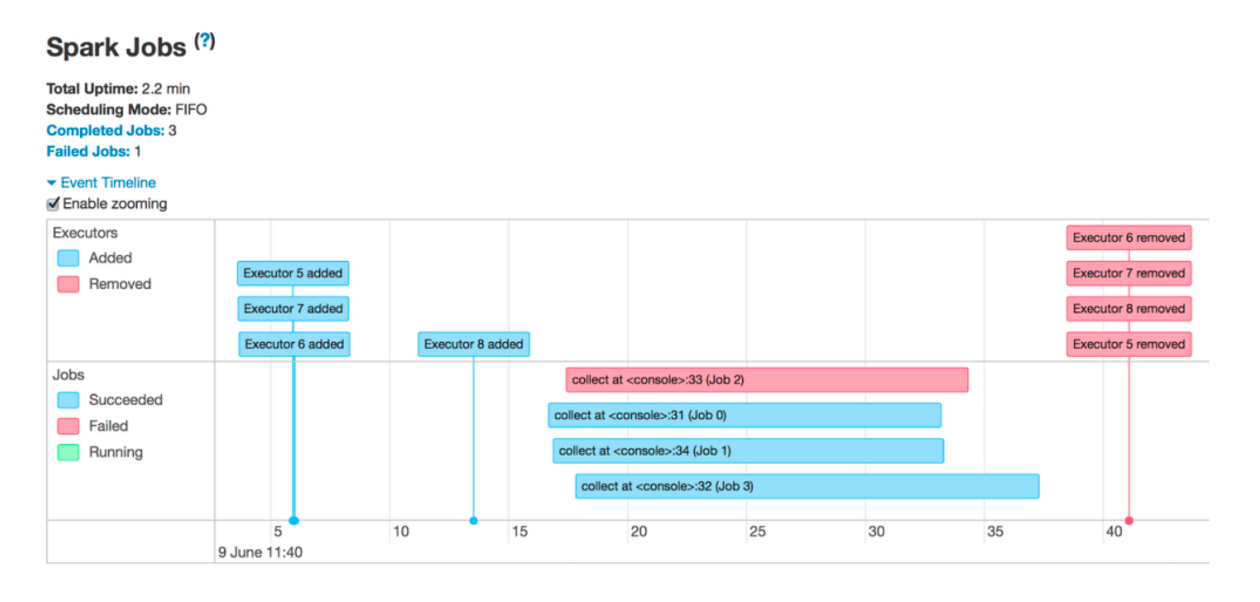 Spark Jobs (?)
Total Uptime: 2.2 min
Scheduling Mode: FIFO
Completed Jobs: 3
Failed Jobs: 1
Event Timeline
Enable zooming
Executors
Added
Removed
Executor 6 removed
Executor 5 added
Executor 7 removed
Executor 7 added
Executor 8 removed
Executor 6 added
Executor 8 added
Executor 5 removed
Jobs
Succeeded
Failed
Running
collect at <console>:33 (Job 2)
collect at <console>:31 (Job 0)
collect at <console>:34 (Job 1)
collect at <console>:32 (Job 3)
5 10 15 20 25 30 35 40
9 June 11:40